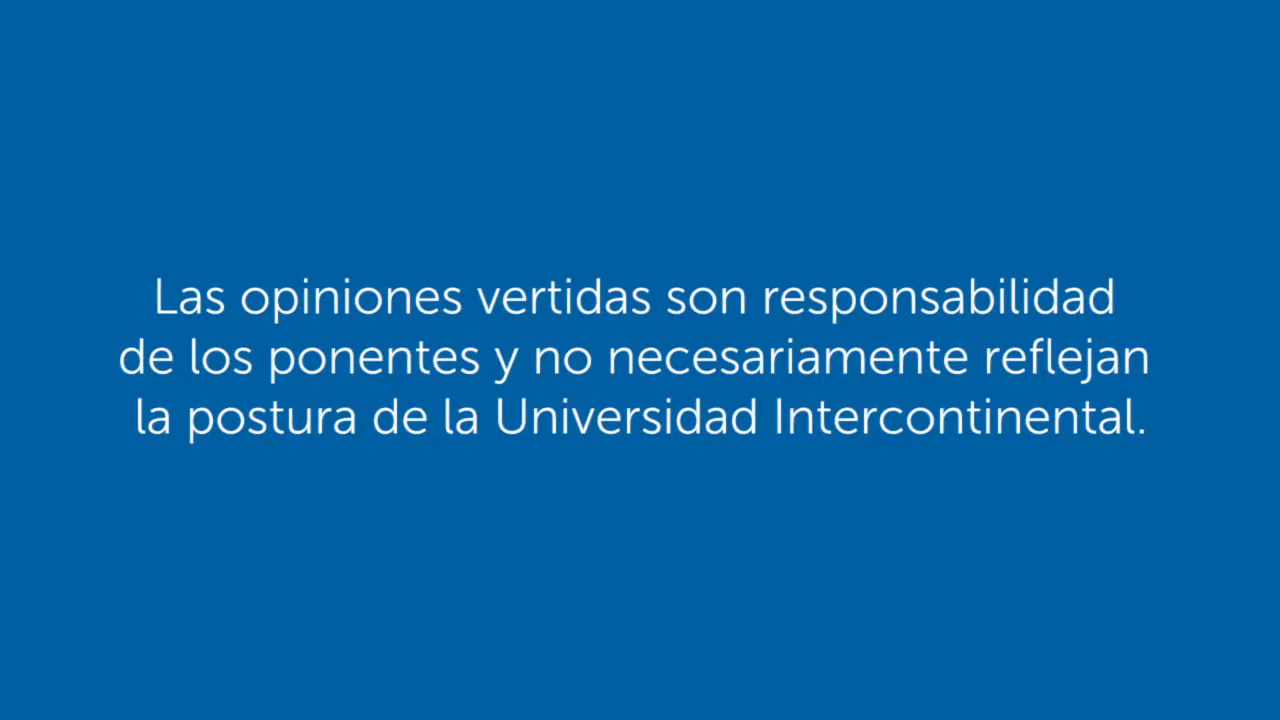 Las opiniones vertidas son responsabilidad
de los ponentes y no necesariamente reflejan
la postura de la Universidad Intercontinental.